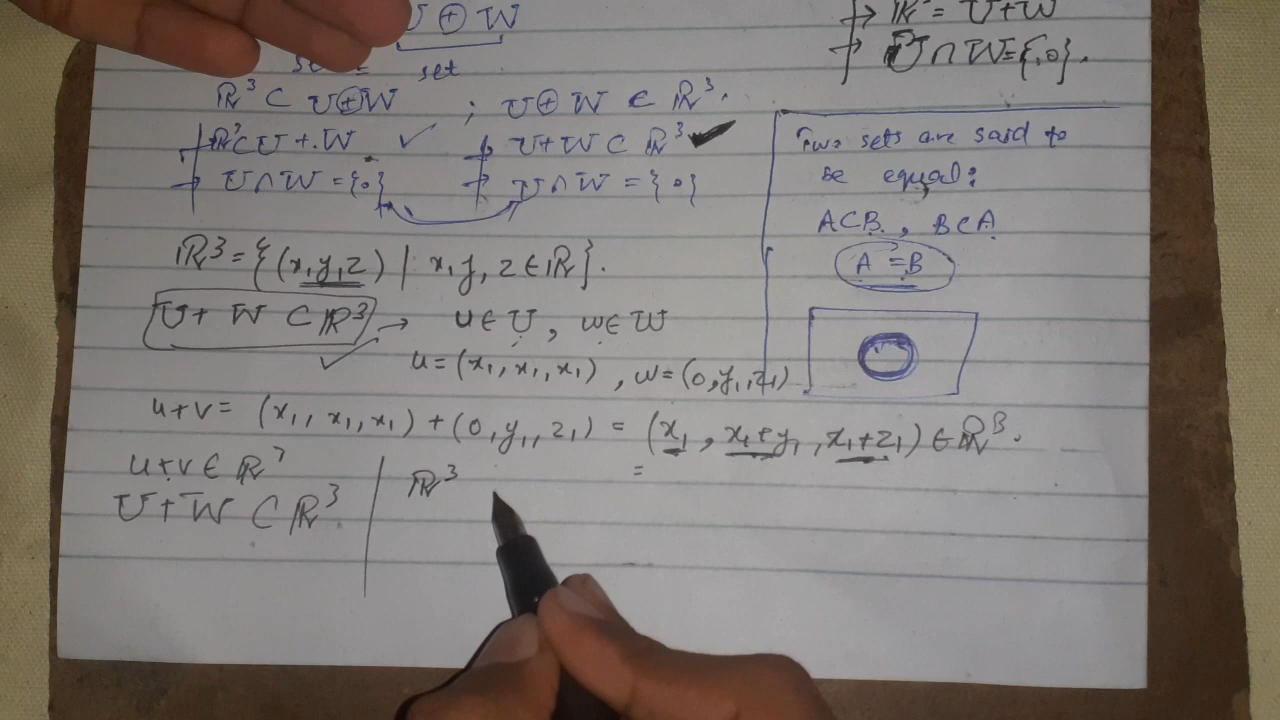 U ⊕ W
set = set
ℝ³ ⊂ U⊕W ; U⊕W ⊂ ℝ³.
→ ℝ³⊂U+W ✓ → U+W ⊂ ℝ³ ✓
→ U∩W={0} → U∩W={0}
ℝ³={(x,y,z) | x,y,z∈ℝ}.
U+W ⊂ℝ³ → u∈U, w∈W
✓ u=(x₁,x₁,x₁), w=(0,y₁,z₁)
u+v= (x₁,x₁,x₁)+(0,y₁,z₁) = (x₁, x₁+y₁, x₁+z₁) ∈ℝ³.
=
u+v∈ℝ³
U+W ⊂ℝ³
ℝ³
→ ℝ³= U+W
→ U∩W={0}.
Two sets are said to
be equal:
A⊂B, B⊂A
A=B